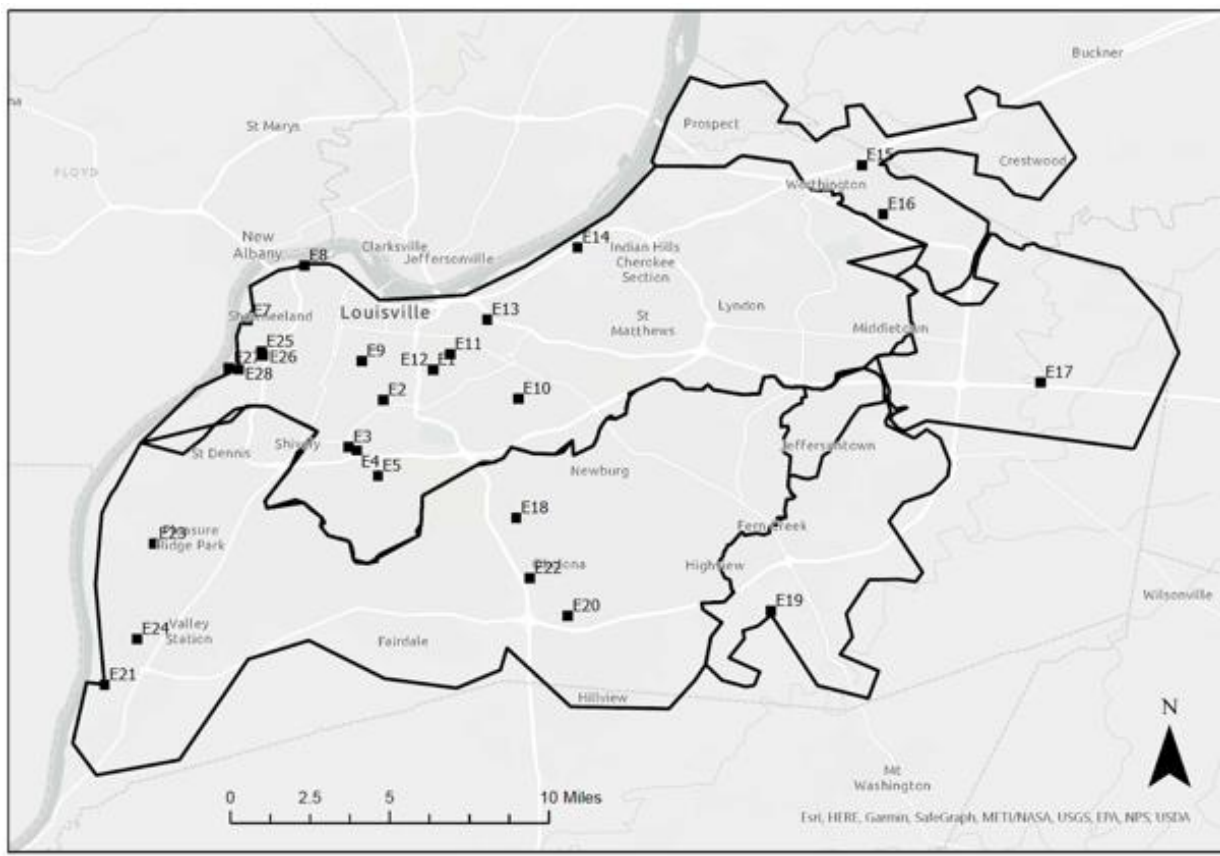 Buckner
Prospect
St Marys
E15
Crestwood
FLOYD
Worthington
E16
New
Albany
Clarksville
Jeffersonville
E14
Indian Hills
Cherokee
Section
E8
Lyndon
E7
Louisville
E13
St
Matthews
Middletown
E25
E26
E9
E12
E1
E11
E28
E17
E2
E10
St Dennis
Shively
E3
E4
E5
Newburg
Jeffersontown
E18
Fern Creek
E23
Pleasure
Ridge Park
E22
Okolona
Highview
E20
E19
Wilsonville
E24
Valley
Station
Fairdale
E21
Hillview
N
Mt
Washington
0 2.5 5 10 Miles
Esri, HERE, Garmin, SafeGraph, METI/NASA, USGS, EPA, NPS, USDA